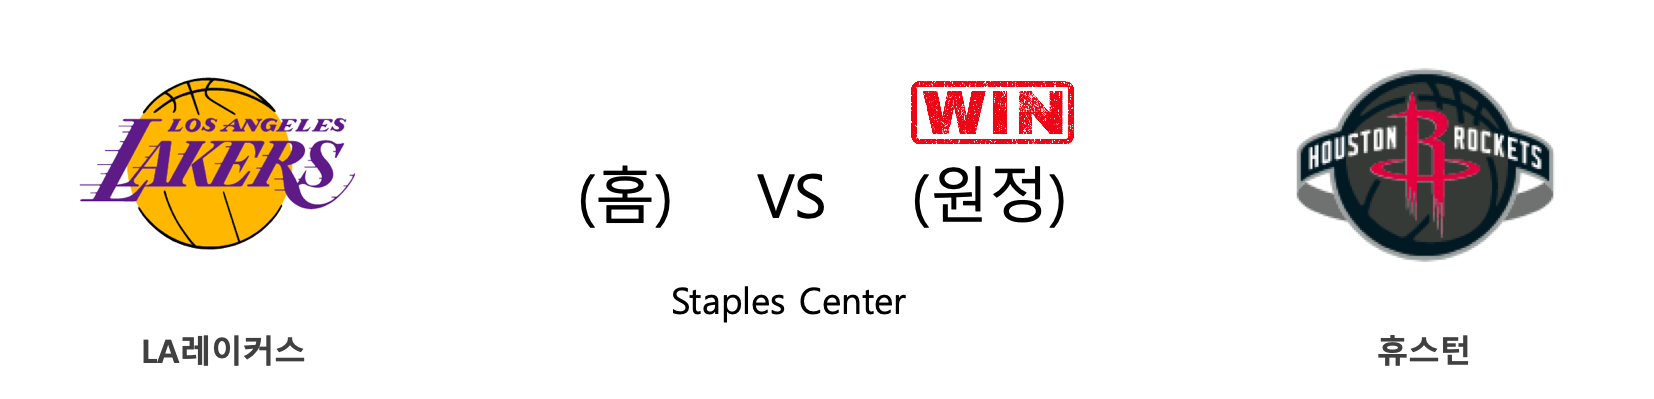 LOS ANGELES
LAKERS
WIN
HOUSTON ROCKETS
(홈) VS (원정)
Staples Center
LA레이커스
휴스턴